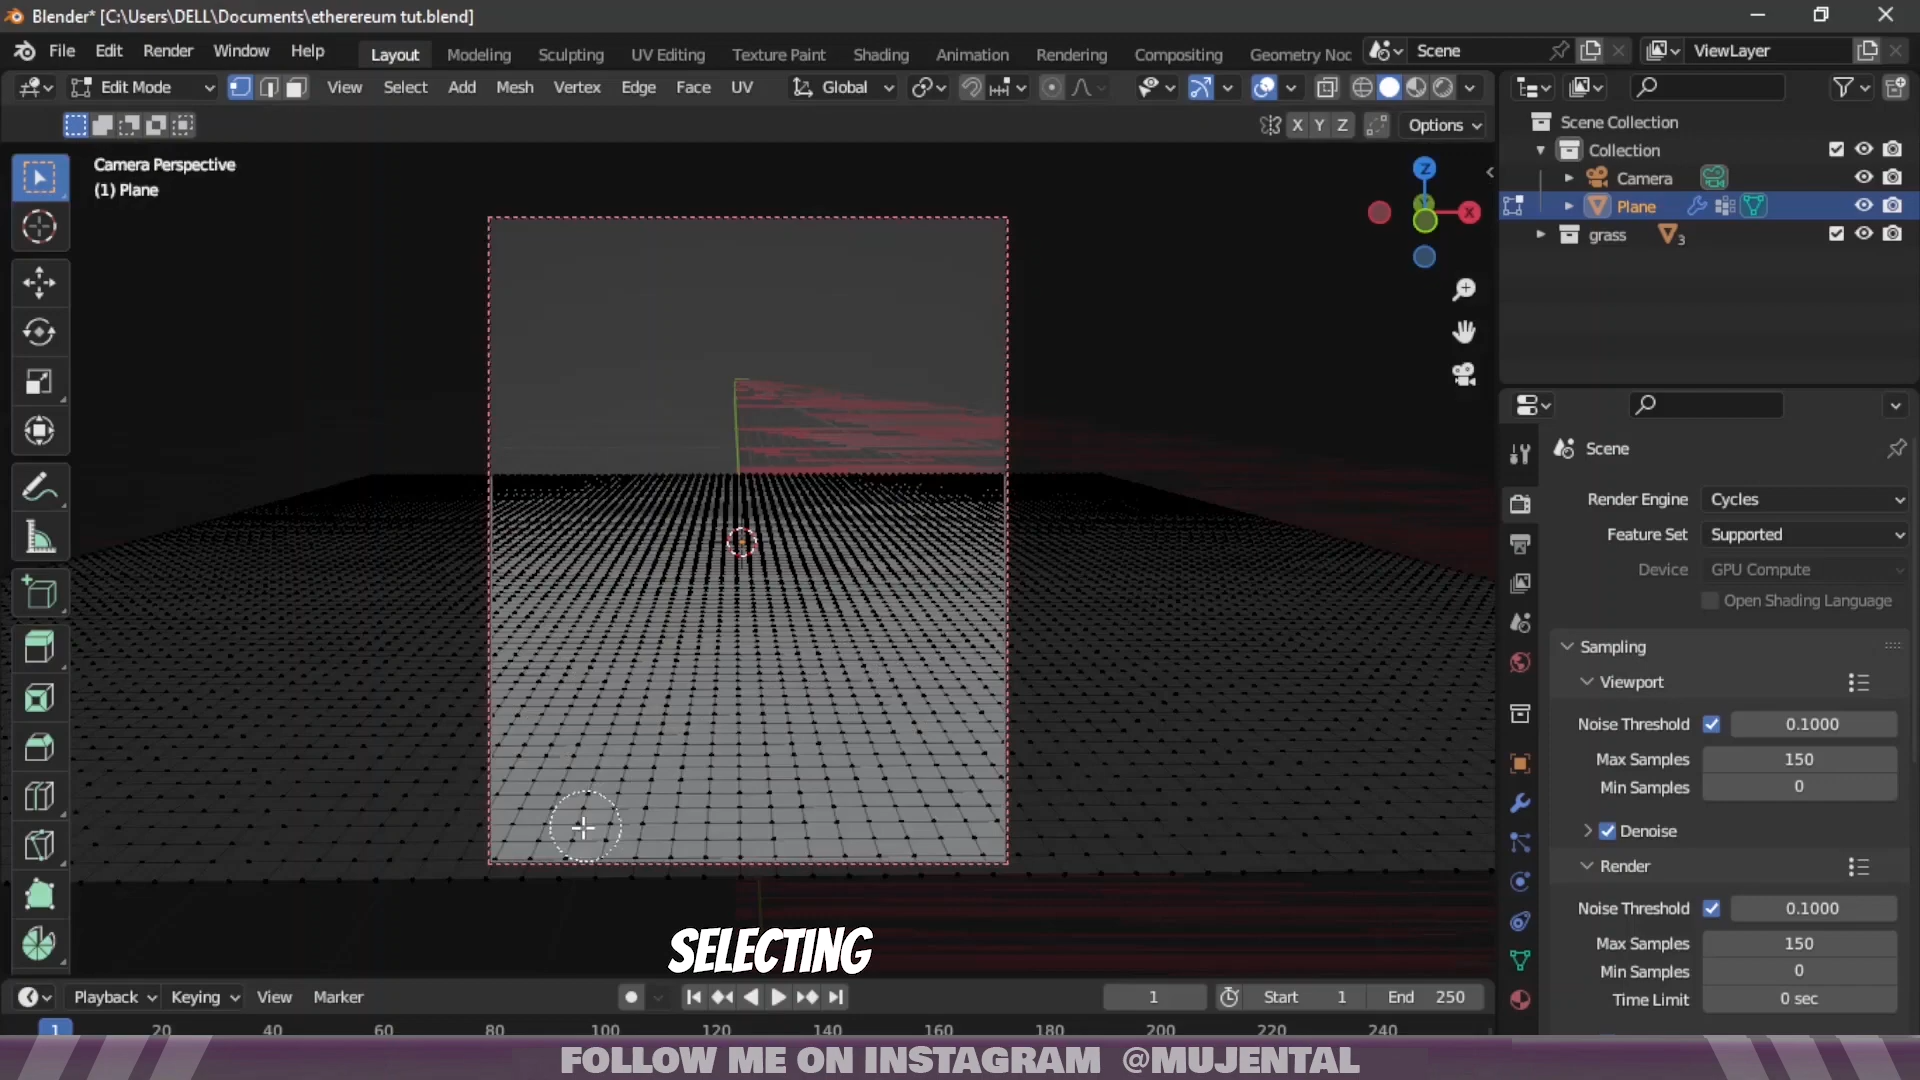 Blender* [C:\Users\DELL\Documents\etherereum tut.blend]
File Edit Render Window Help Layout Modeling Sculpting UV Editing Texture Paint Shading Animation Rendering Compositing Geometry Noc Scene ViewLayer
Edit Mode View Select Add Mesh Vertex Edge Face UV Global
X Y Z Options
Camera Perspective
(1) Plane
Z
X
Scene Collection
Collection
Camera
Plane
grass 3
Scene
Render Engine Cycles
Feature Set Supported
Device GPU Compute
Open Shading Language
Sampling
Viewport
Noise Threshold 0.1000
Max Samples 150
Min Samples 0
Denoise
Render
Noise Threshold 0.1000
Max Samples 150
Min Samples 0
Time Limit 0 sec
SELECTING
Playback Keying View Marker 1 Start 1 End 250
1 20 40 60 80 100 120 140 160 180 200 220 240
FOLLOW ME ON INSTAGRAM @MUJENTAL